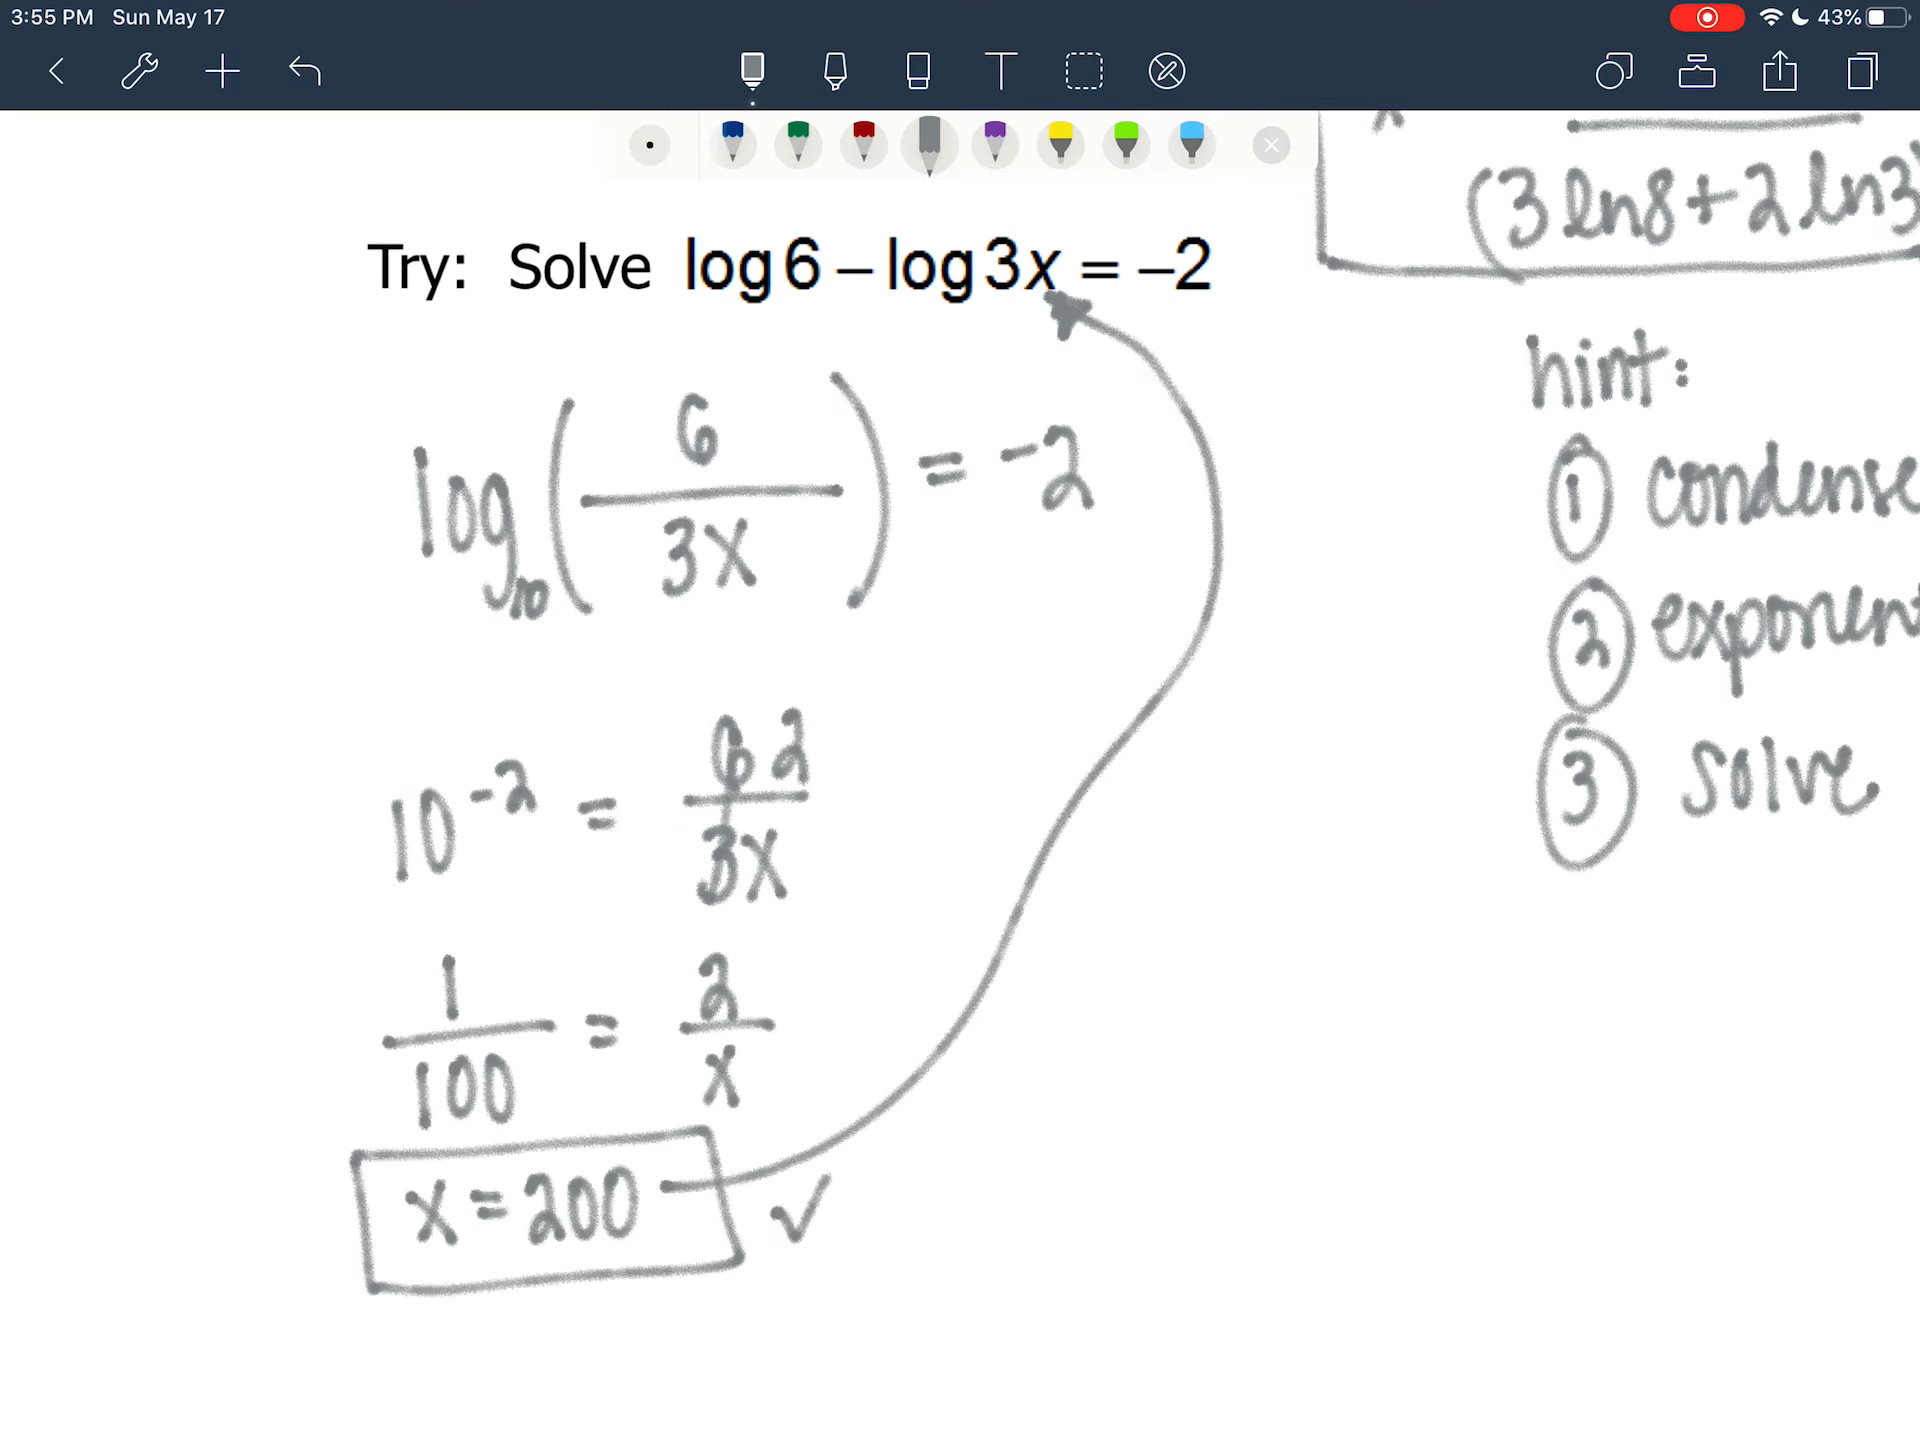 3:55 PM Sun May 17
43%
(3 ln8 + 2 ln3
Try: Solve log 6 – log 3x = –2
hint:
log₁₀ ( 6 / 3x ) = -2
① condense
② exponent
10⁻² = 6 2 / 3x
③ solve
1 / 100 = 2 / x
x = 200 ✓